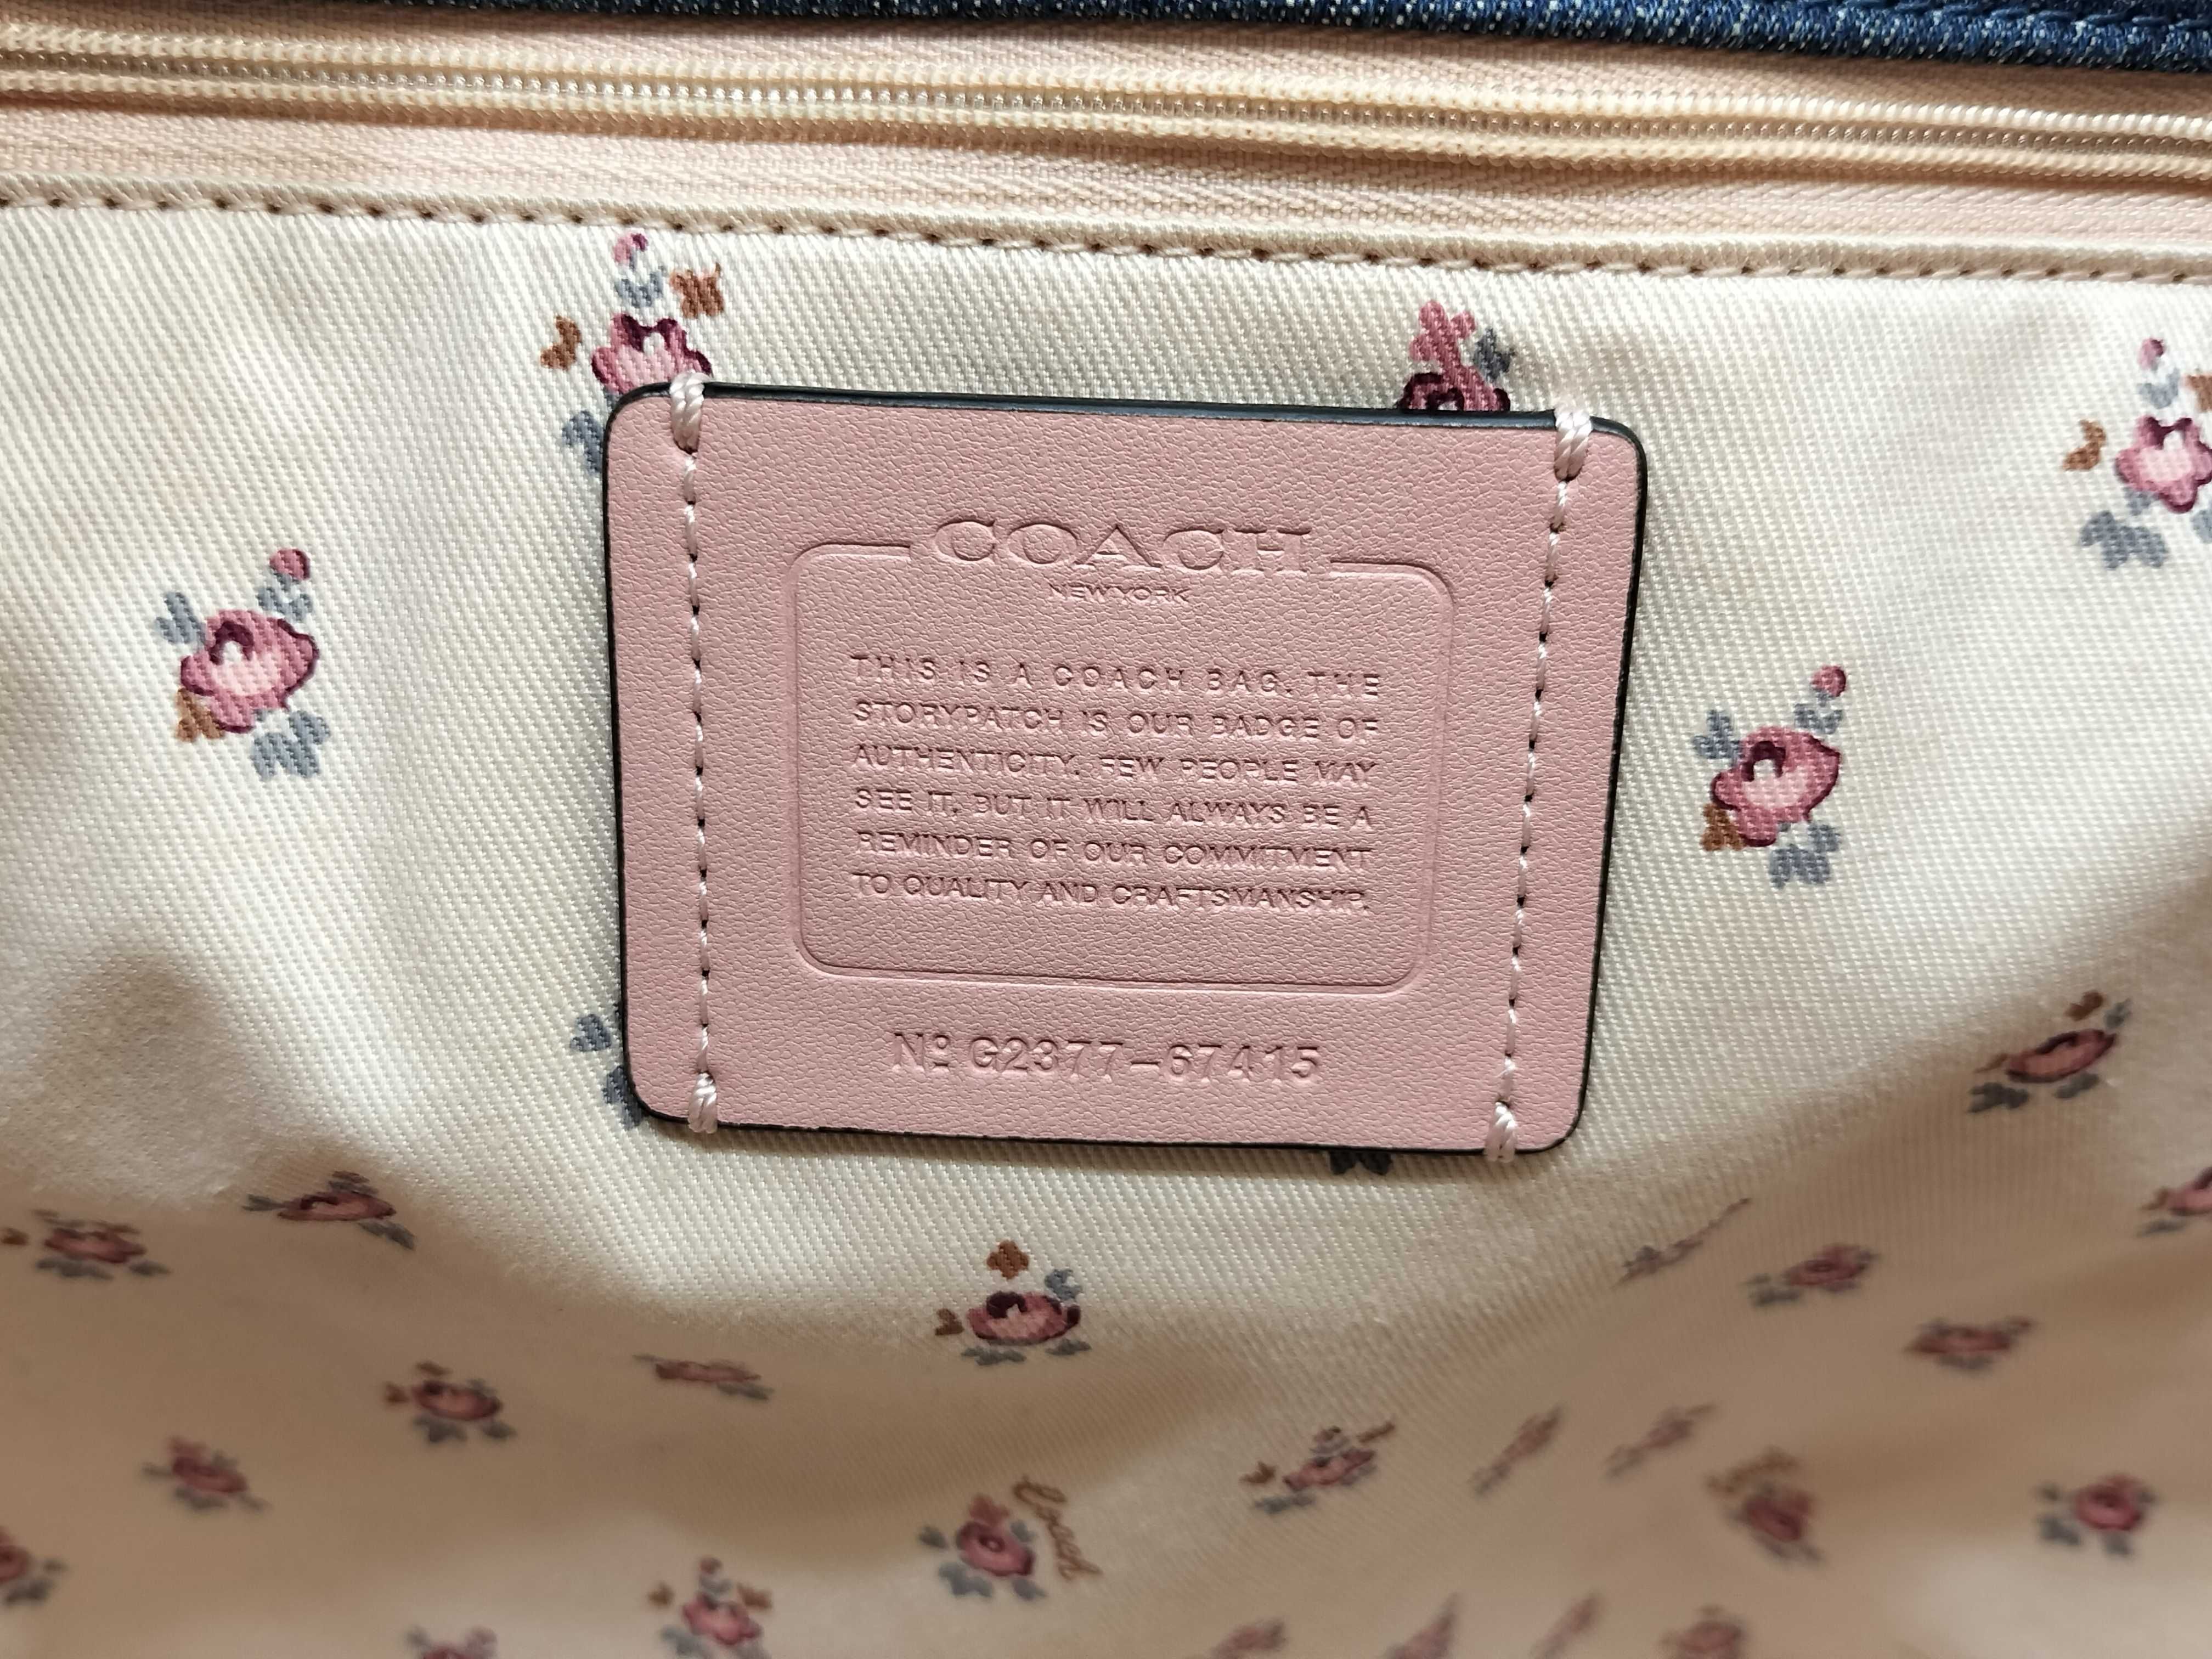 COACH
NEW YORK
THIS IS A COACH BAG. THE
STORYPATCH IS OUR BADGE OF
AUTHENTICITY. FEW PEOPLE MAY
SEE IT, BUT IT WILL ALWAYS BE A
REMINDER OF OUR COMMITMENT
TO QUALITY AND CRAFTSMANSHIP.
Nº G2377-67415
Coach